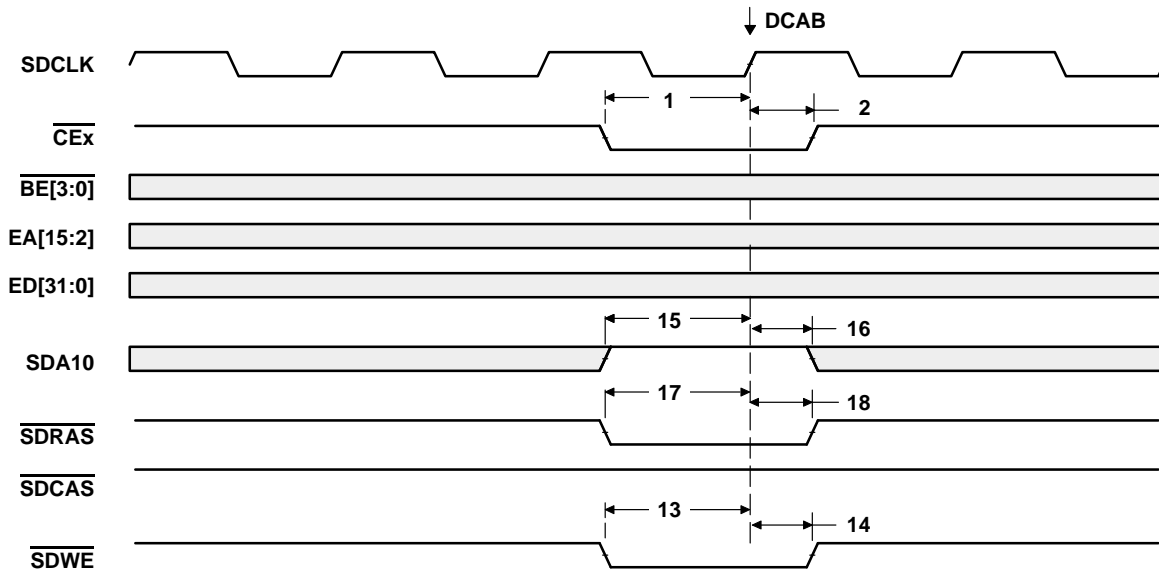 DCAB
SDCLK
1
2
CEx
BE[3:0]
EA[15:2]
ED[31:0]
15
16
SDA10
17
18
SDRAS
SDCAS
13
14
SDWE